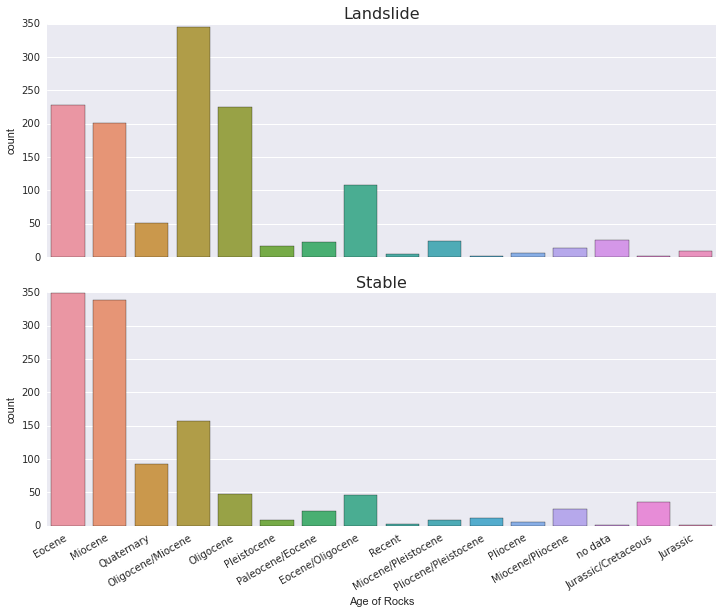 Landslide
350
300
250
200
150
100
50
0
count
Stable
350
300
250
200
150
100
50
0
count
Eocene
Miocene
Quaternary
Oligocene/Miocene
Oligocene
Pleistocene
Paleocene/Eocene
Eocene/Oligocene
Recent
Miocene/Pleistocene
Pliocene/Pleistocene
Pliocene
Miocene/Pliocene
no data
Jurassic/Cretaceous
Jurassic
Age of Rocks